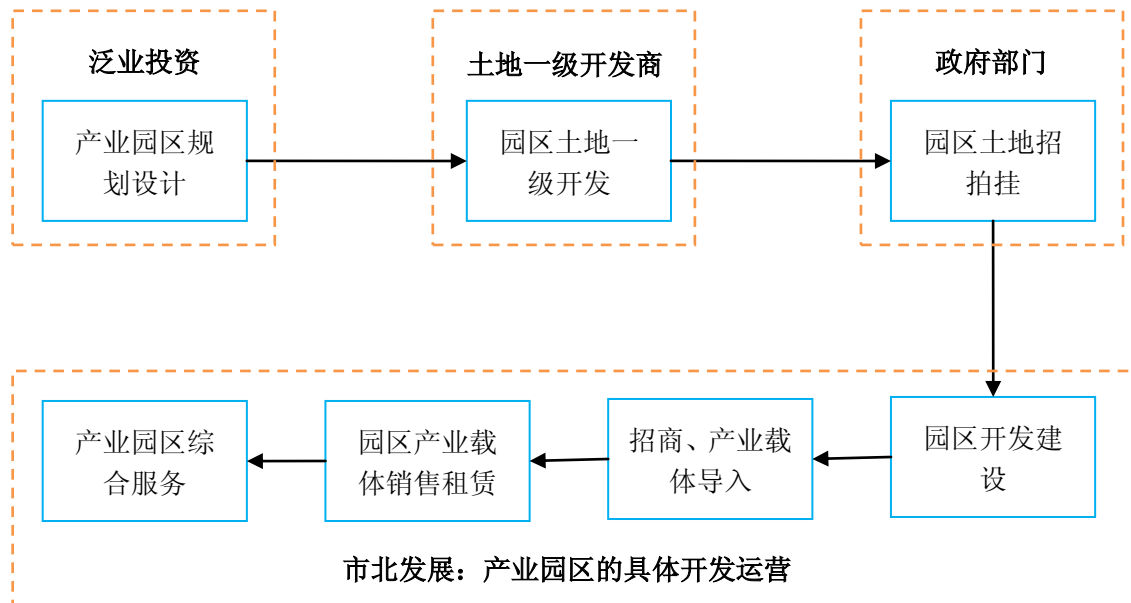 泛业投资
产业园区规
划设计
土地一级开发商
园区土地一
级开发
政府部门
园区土地招
拍挂
园区开发建
设
招商、产业载
体导入
园区产业载
体销售租赁
产业园区综
合服务
市北发展：产业园区的具体开发运营